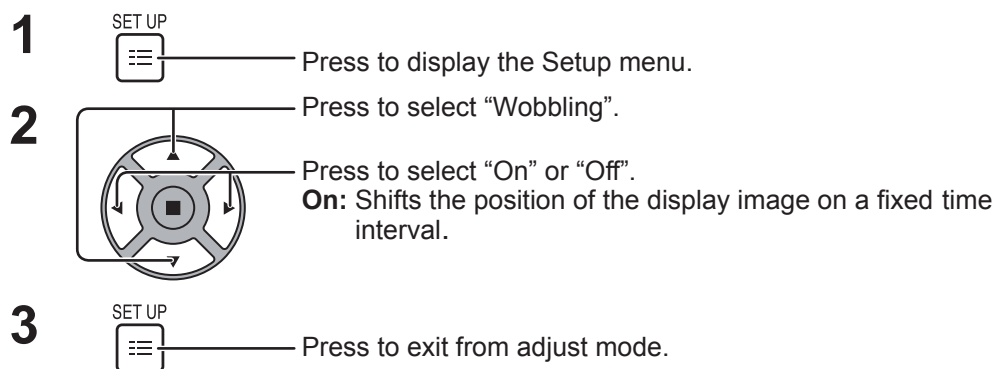 1
SET UP
Press to display the Setup menu.
2
Press to select “Wobbling”.
Press to select “On” or “Off”.
On: Shifts the position of the display image on a fixed time
interval.
3
SET UP
Press to exit from adjust mode.